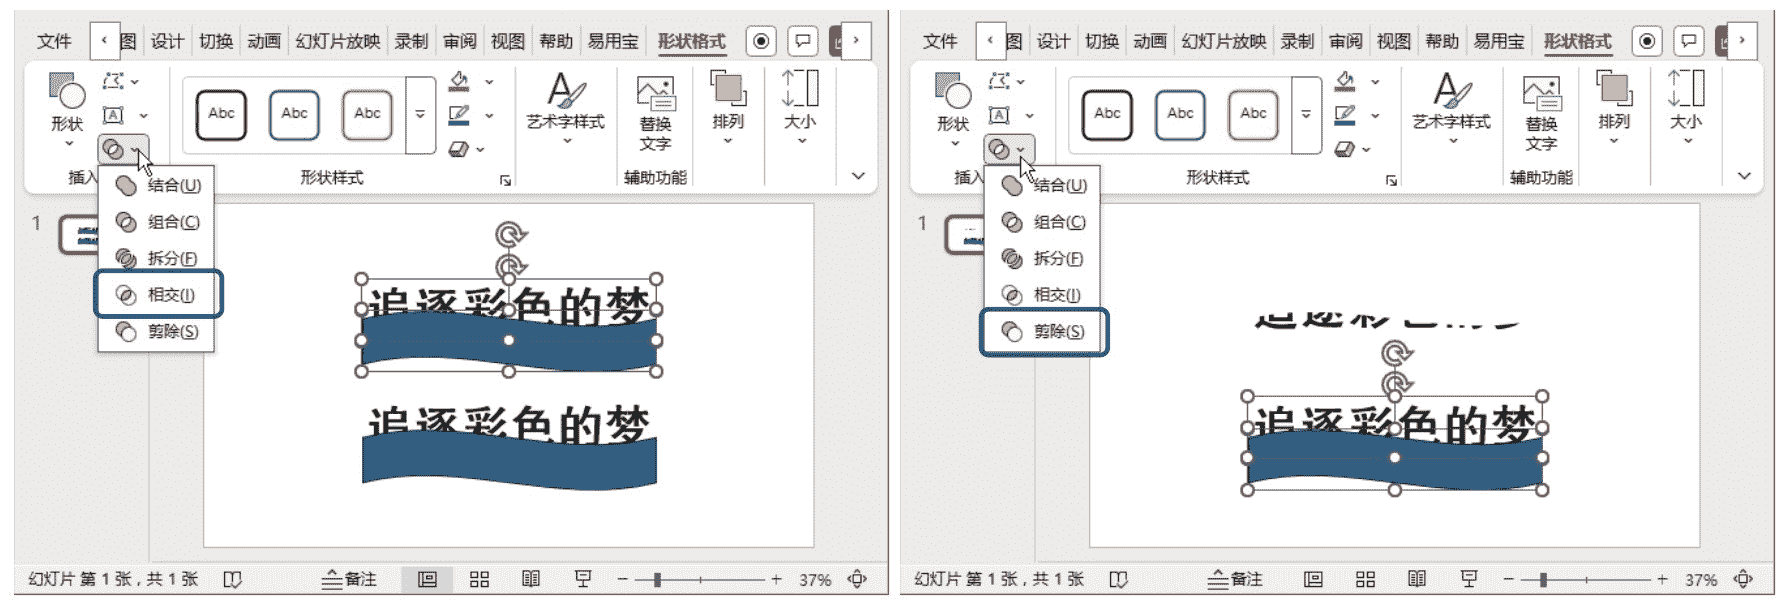 文件 图 设计 切换 动画 幻灯片放映 录制 审阅 视图 帮助 易用宝 形状格式
形状 A Abc Abc Abc 艺术字样式 替换文字 排列 大小
插入 形状样式 辅助功能
结合(U)
组合(C)
拆分(F)
相交(I)
剪除(S)
1
追逐彩色的梦
追逐彩色的梦
幻灯片 第 1 张，共 1 张 备注 37%
文件 图 设计 切换 动画 幻灯片放映 录制 审阅 视图 帮助 易用宝 形状格式
形状 A Abc Abc Abc 艺术字样式 替换文字 排列 大小
插入 形状样式 辅助功能
结合(U)
组合(C)
拆分(F)
相交(I)
剪除(S)
1
追逐彩色的梦
追逐彩色的梦
幻灯片 第 1 张，共 1 张 备注 37%